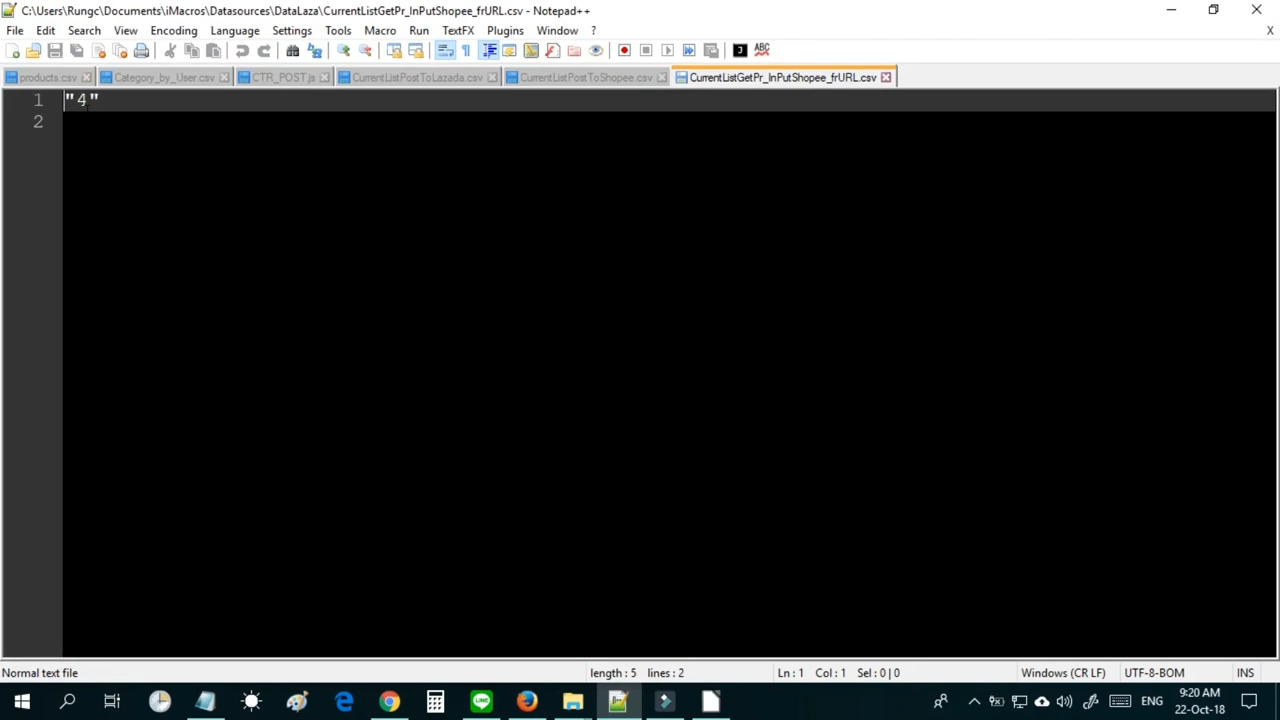 C:\Users\Rungc\Documents\iMacros\Datasources\DataLaza\CurrentListGetPr_InPutShopee_frURL.csv - Notepad++
File Edit Search View Encoding Language Settings Tools Macro Run TextFX Plugins Window ? X
J ABC
products.csv Category_by_User.csv CTR_POST.js CurrentListPostToLazada.csv CurrentListPostToShopee.csv CurrentListGetPr_InPutShopee_frURL.csv
1 "4"
2
Normal text file length : 5 lines : 2 Ln : 1 Col : 1 Sel : 0 | 0 Windows (CR LF) UTF-8-BOM INS
ENG 9:20 AM
22-Oct-18